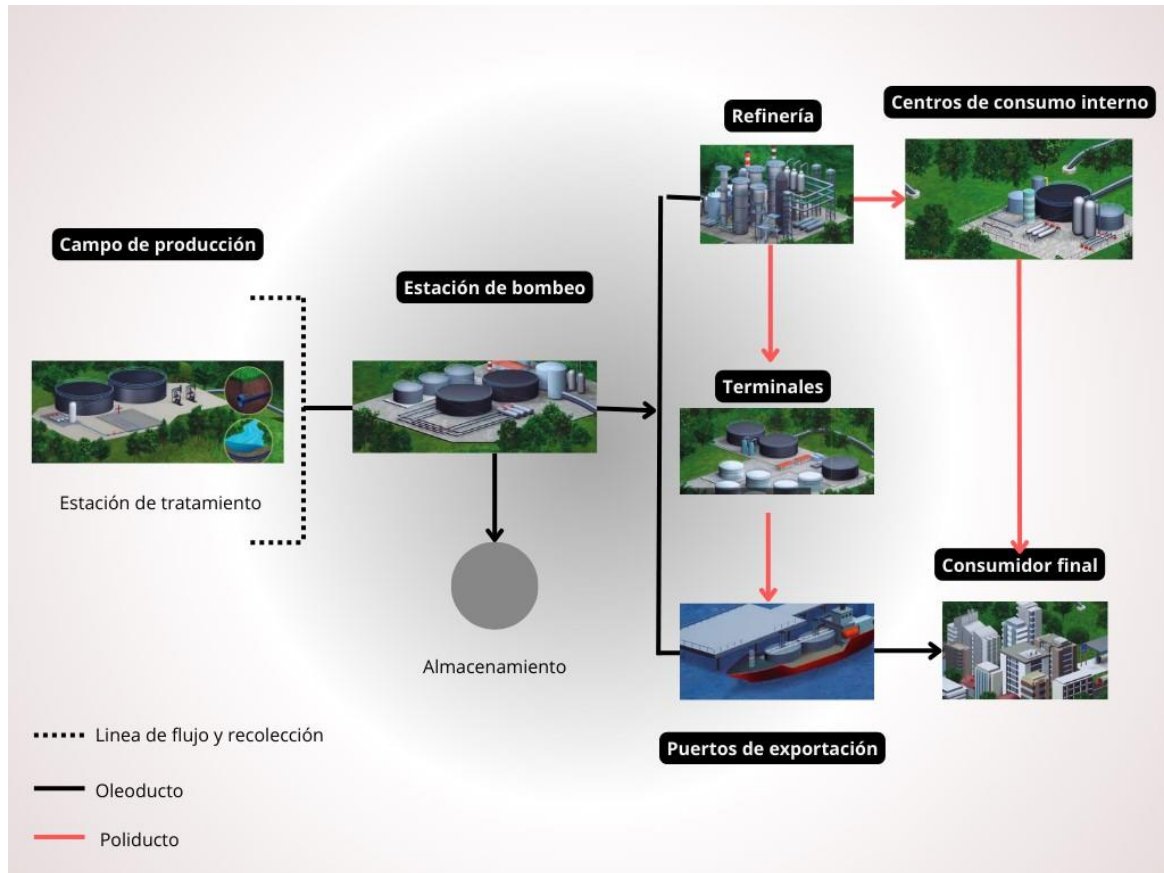 Refinería
Centros de consumo interno
Campo de producción
Estación de bombeo
Terminales
Estación de tratamiento
Consumidor final
Almacenamiento
Linea de flujo y recolección
Puertos de exportación
Oleoducto
Poliducto